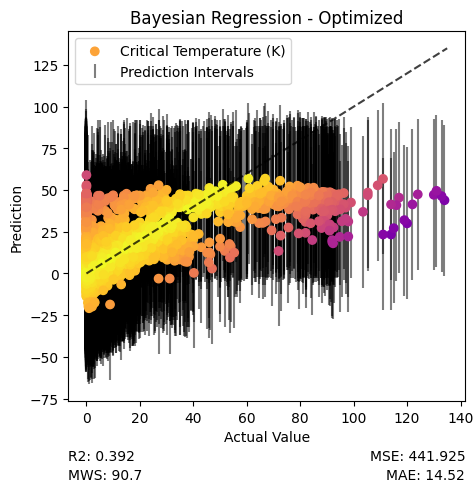 Bayesian Regression - Optimized
Critical Temperature (K)
Prediction Intervals
125
100
75
50
25
0
−25
−50
−75
Prediction
0 20 40 60 80 100 120 140
Actual Value
R2: 0.392 MSE: 441.925
MWS: 90.7 MAE: 14.52